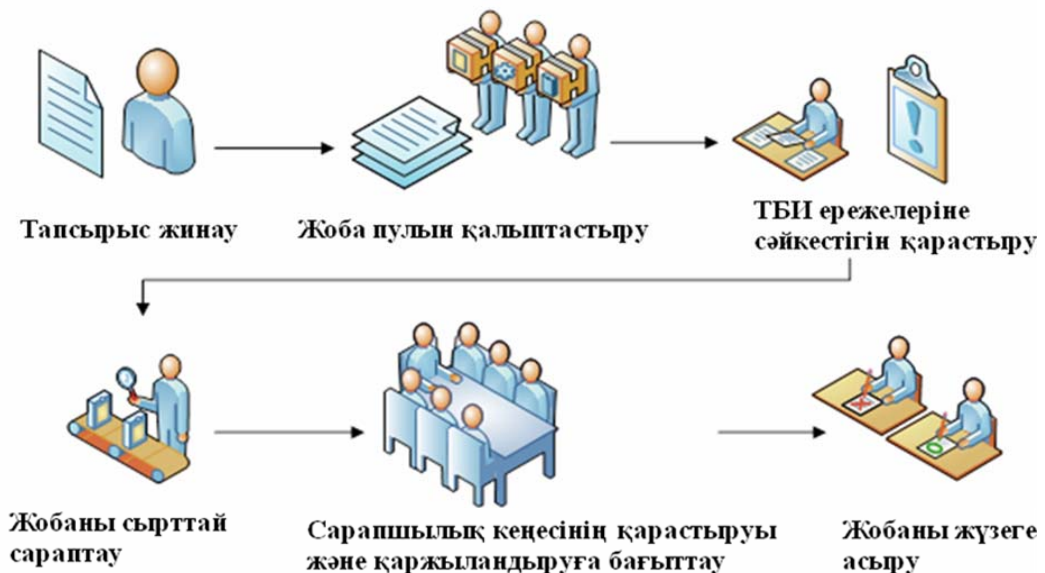 Тапсырыс жинау
Жоба пулын қалыптастыру
ТБИ ережелеріне
сәйкестігін қарастыру
Жобаны сырттай
сараптау
Сарапшылық кеңесінің қарастыруы
және қаржыландыруға бағыттау
Жобаны жүзеге
асыру